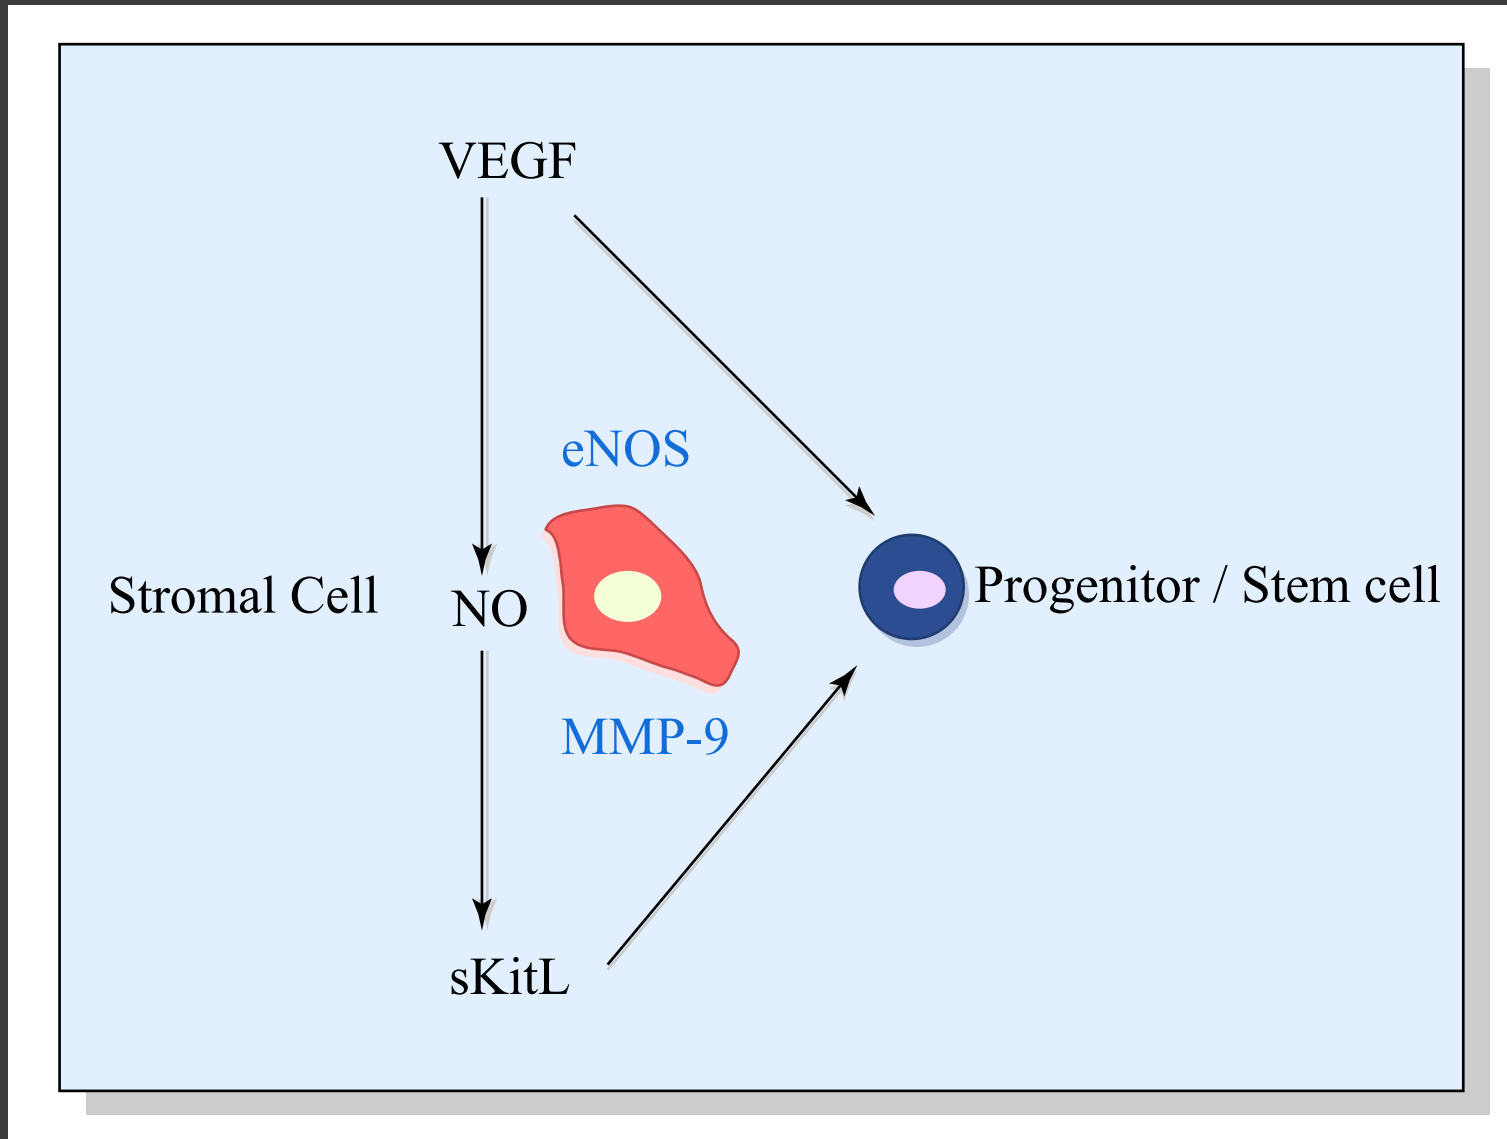 VEGF
eNOS
Stromal Cell
NO
Progenitor / Stem cell
MMP-9
sKitL